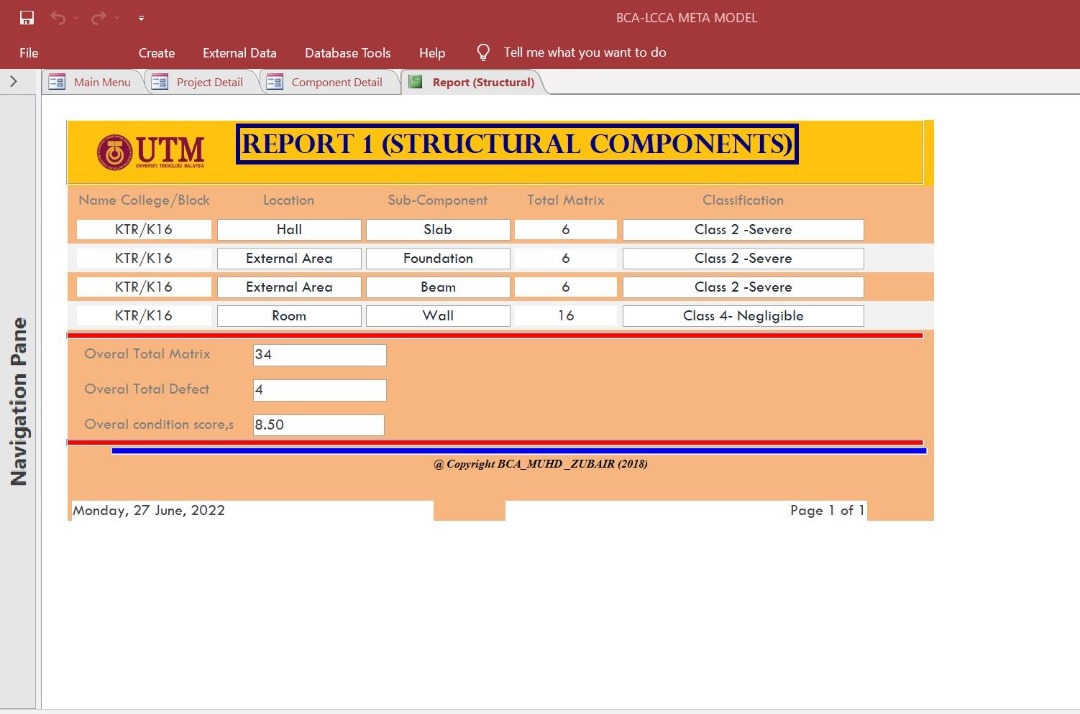 BCA-LCCA META MODEL
File Create External Data Database Tools Help Tell me what you want to do
Main Menu Project Detail Component Detail Report (Structural)
Navigation Pane
UTM REPORT 1 (STRUCTURAL COMPONENTS)
UNIVERSITI TEKNOLOGI MALAYSIA
Name College/Block Location Sub-Component Total Matrix Classification
KTR/K16 Hall Slab 6 Class 2 -Severe
KTR/K16 External Area Foundation 6 Class 2 -Severe
KTR/K16 External Area Beam 6 Class 2 -Severe
KTR/K16 Room Wall 16 Class 4- Negligible
Overal Total Matrix 34
Overal Total Defect 4
Overal condition score,s 8.50
@ Copyright BCA_MUHD _ZUBAIR (2018)
Monday, 27 June, 2022 Page 1 of 1